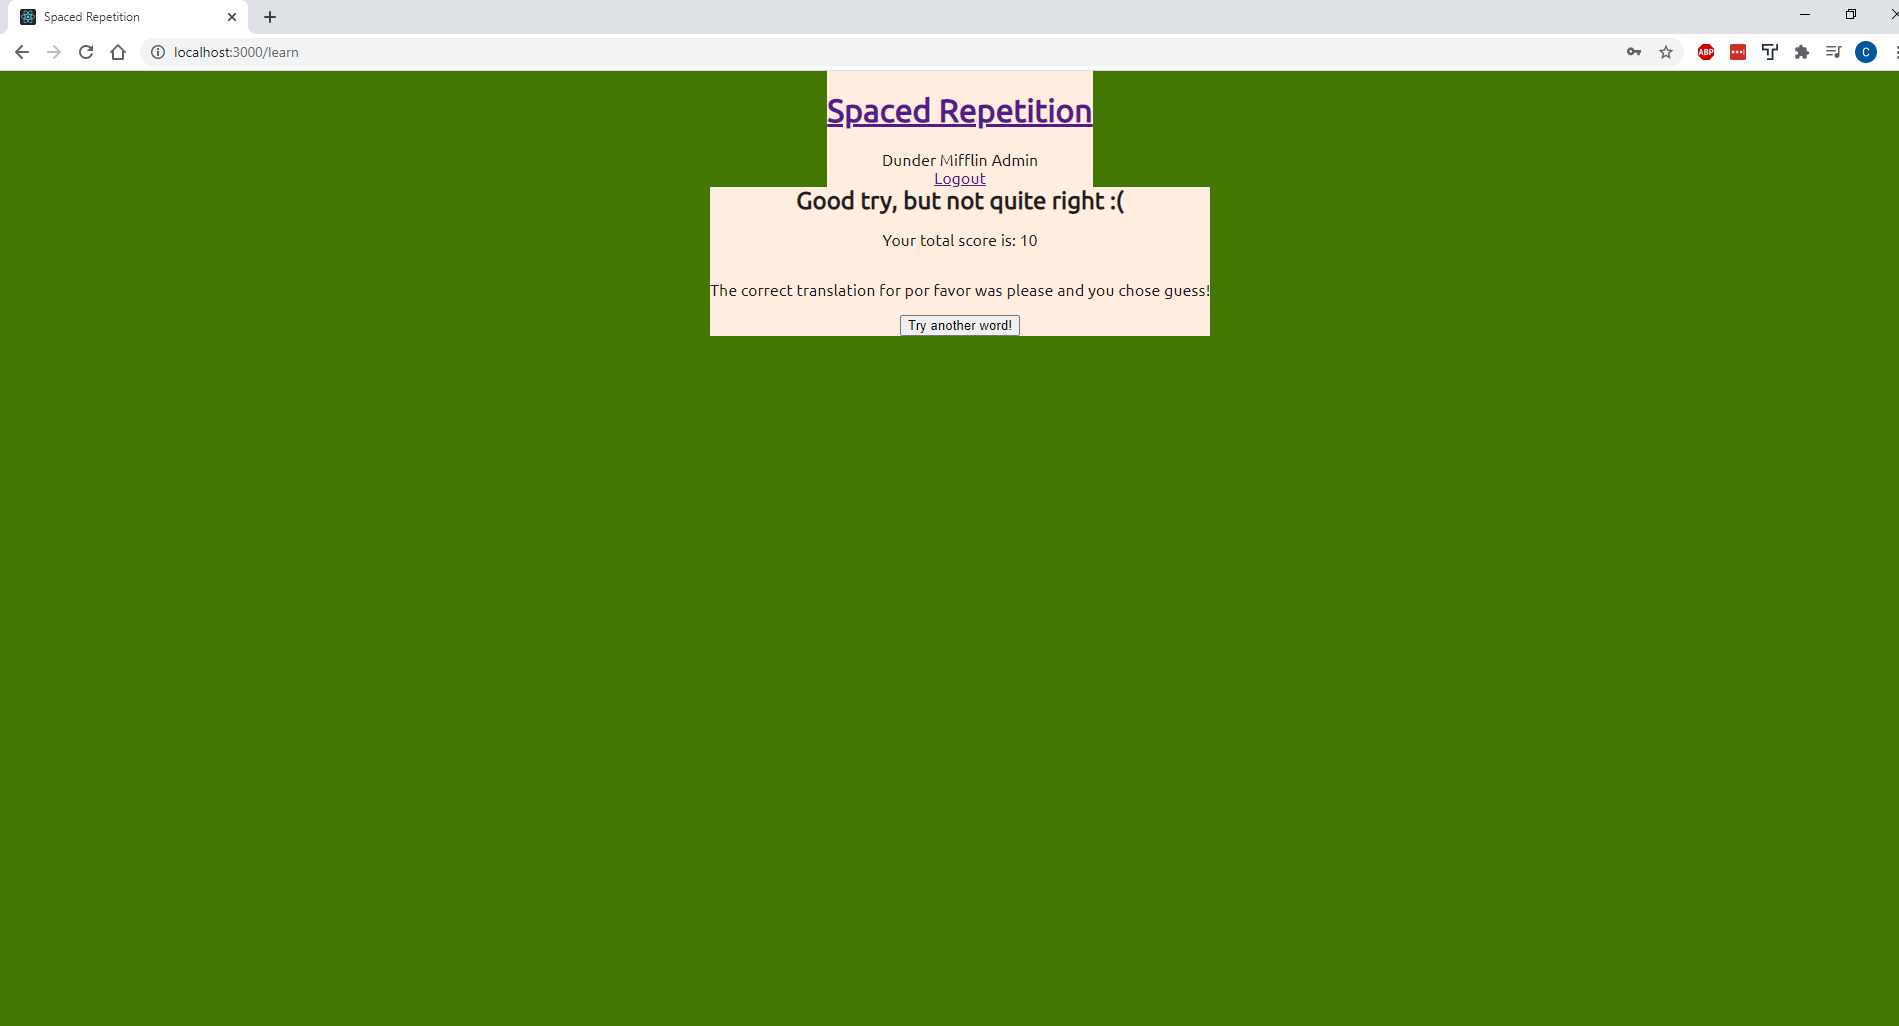 Spaced Repetition
localhost:3000/learn
ABP
C
Spaced Repetition
Dunder Mifflin Admin
Logout
Good try, but not quite right :(
Your total score is: 10
The correct translation for por favor was please and you chose guess!
Try another word!